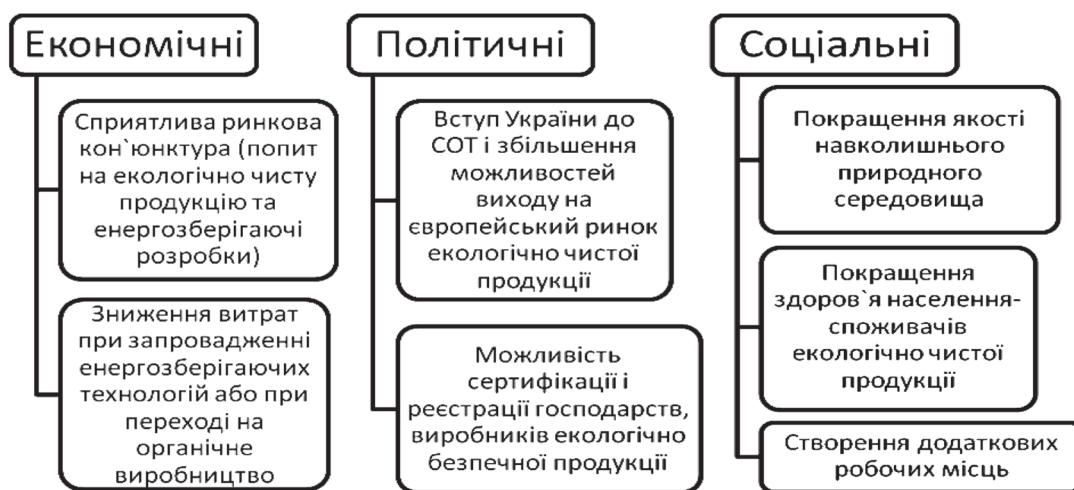 Економічні
Сприятлива ринкова
кон`юнктура (попит
на екологічно чисту
продукцію та
енергозберігаючі
розробки)
Зниження витрат
при запровадженні
енергозберігаючих
технологій або при
переході на
органічне
виробництво
Політичні
Вступ України до
СОТ і збільшення
можливостей
виходу на
європейський ринок
екологічно чистої
продукції
Можливість
сертифікації і
реєстрації господарств,
виробників екологічно
безпечної продукції
Соціальні
Покращення якості
навколишнього
природного
середовища
Покращення
здоров`я населення-
споживачів
екологічно чистої
продукції
Створення додаткових
робочих місць